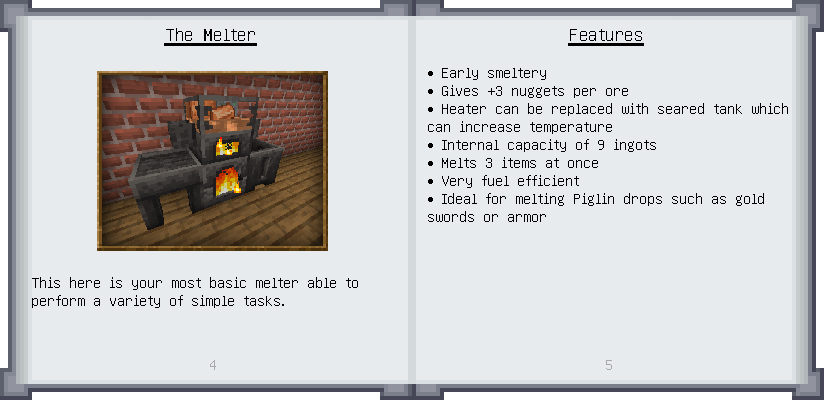 The Melter
This here is your most basic melter able to
perform a variety of simple tasks.
4
Features
• Early smeltery
• Gives +3 nuggets per ore
• Heater can be replaced with seared tank which
can increase temperature
• Internal capacity of 9 ingots
• Melts 3 items at once
• Very fuel efficient
• Ideal for melting Piglin drops such as gold
swords or armor
5